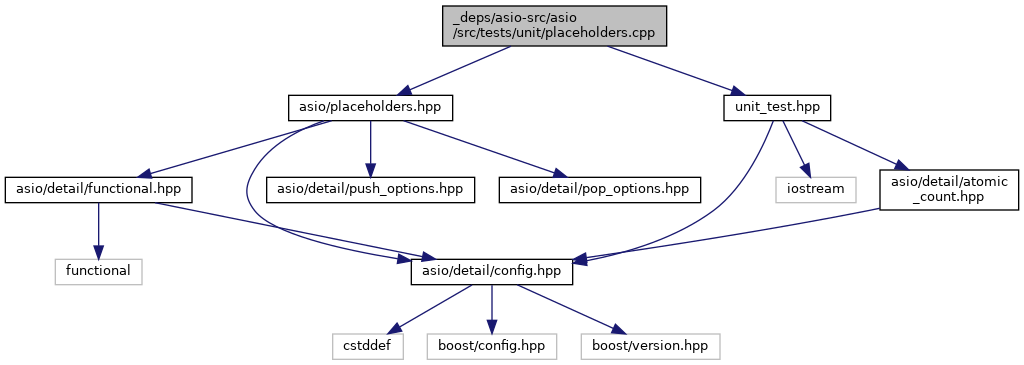 _deps/asio-src/asio
/src/tests/unit/placeholders.cpp
asio/placeholders.hpp
unit_test.hpp
asio/detail/functional.hpp
asio/detail/push_options.hpp
asio/detail/pop_options.hpp
iostream
asio/detail/atomic
_count.hpp
functional
asio/detail/config.hpp
cstddef
boost/config.hpp
boost/version.hpp